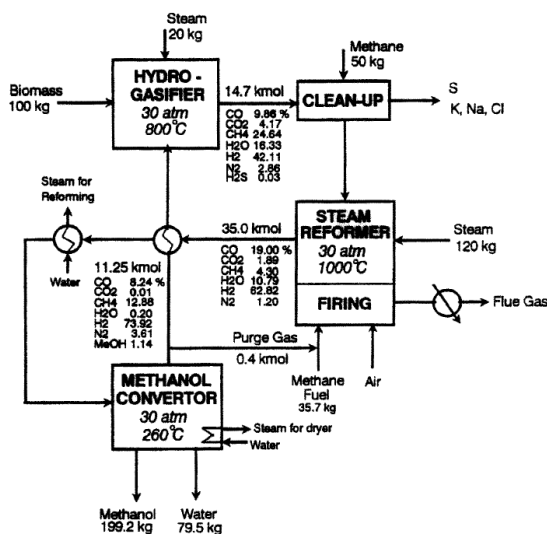 Steam
20 kg
Methane
50 kg
Biomass
100 kg
HYDRO -
GASIFIER
30 atm
800°C
14.7 kmol
CO 9.86 %
CO2 4.17
CH4 24.64
H2O 16.33
H2 42.11
N2 2.86
H2S 0.03
CLEAN-UP
S
K, Na, Cl
Steam for
Reforming
Water
35.0 kmol
CO 19.00 %
CO2 1.89
CH4 4.30
H2O 10.79
H2 62.82
N2 1.20
STEAM
REFORMER
30 atm
1000°C
FIRING
Steam
120 kg
Flue Gas
11.25 kmol
CO 8.24 %
CO2 0.01
CH4 12.88
H2O 0.20
H2 73.92
N2 3.61
MeOH 1.14
Purge Gas
0.4 kmol
Methane
Fuel
35.7 kg
Air
METHANOL
CONVERTOR
30 atm
260°C
Steam for dryer
Water
Methanol
199.2 kg
Water
79.5 kg